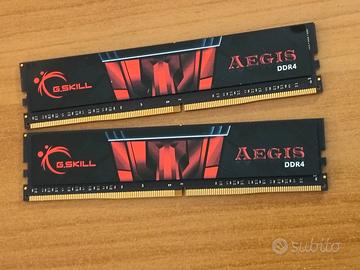 G.SKILL
AEGIS
DDR4
G.SKILL
AEGIS
DDR4
subito